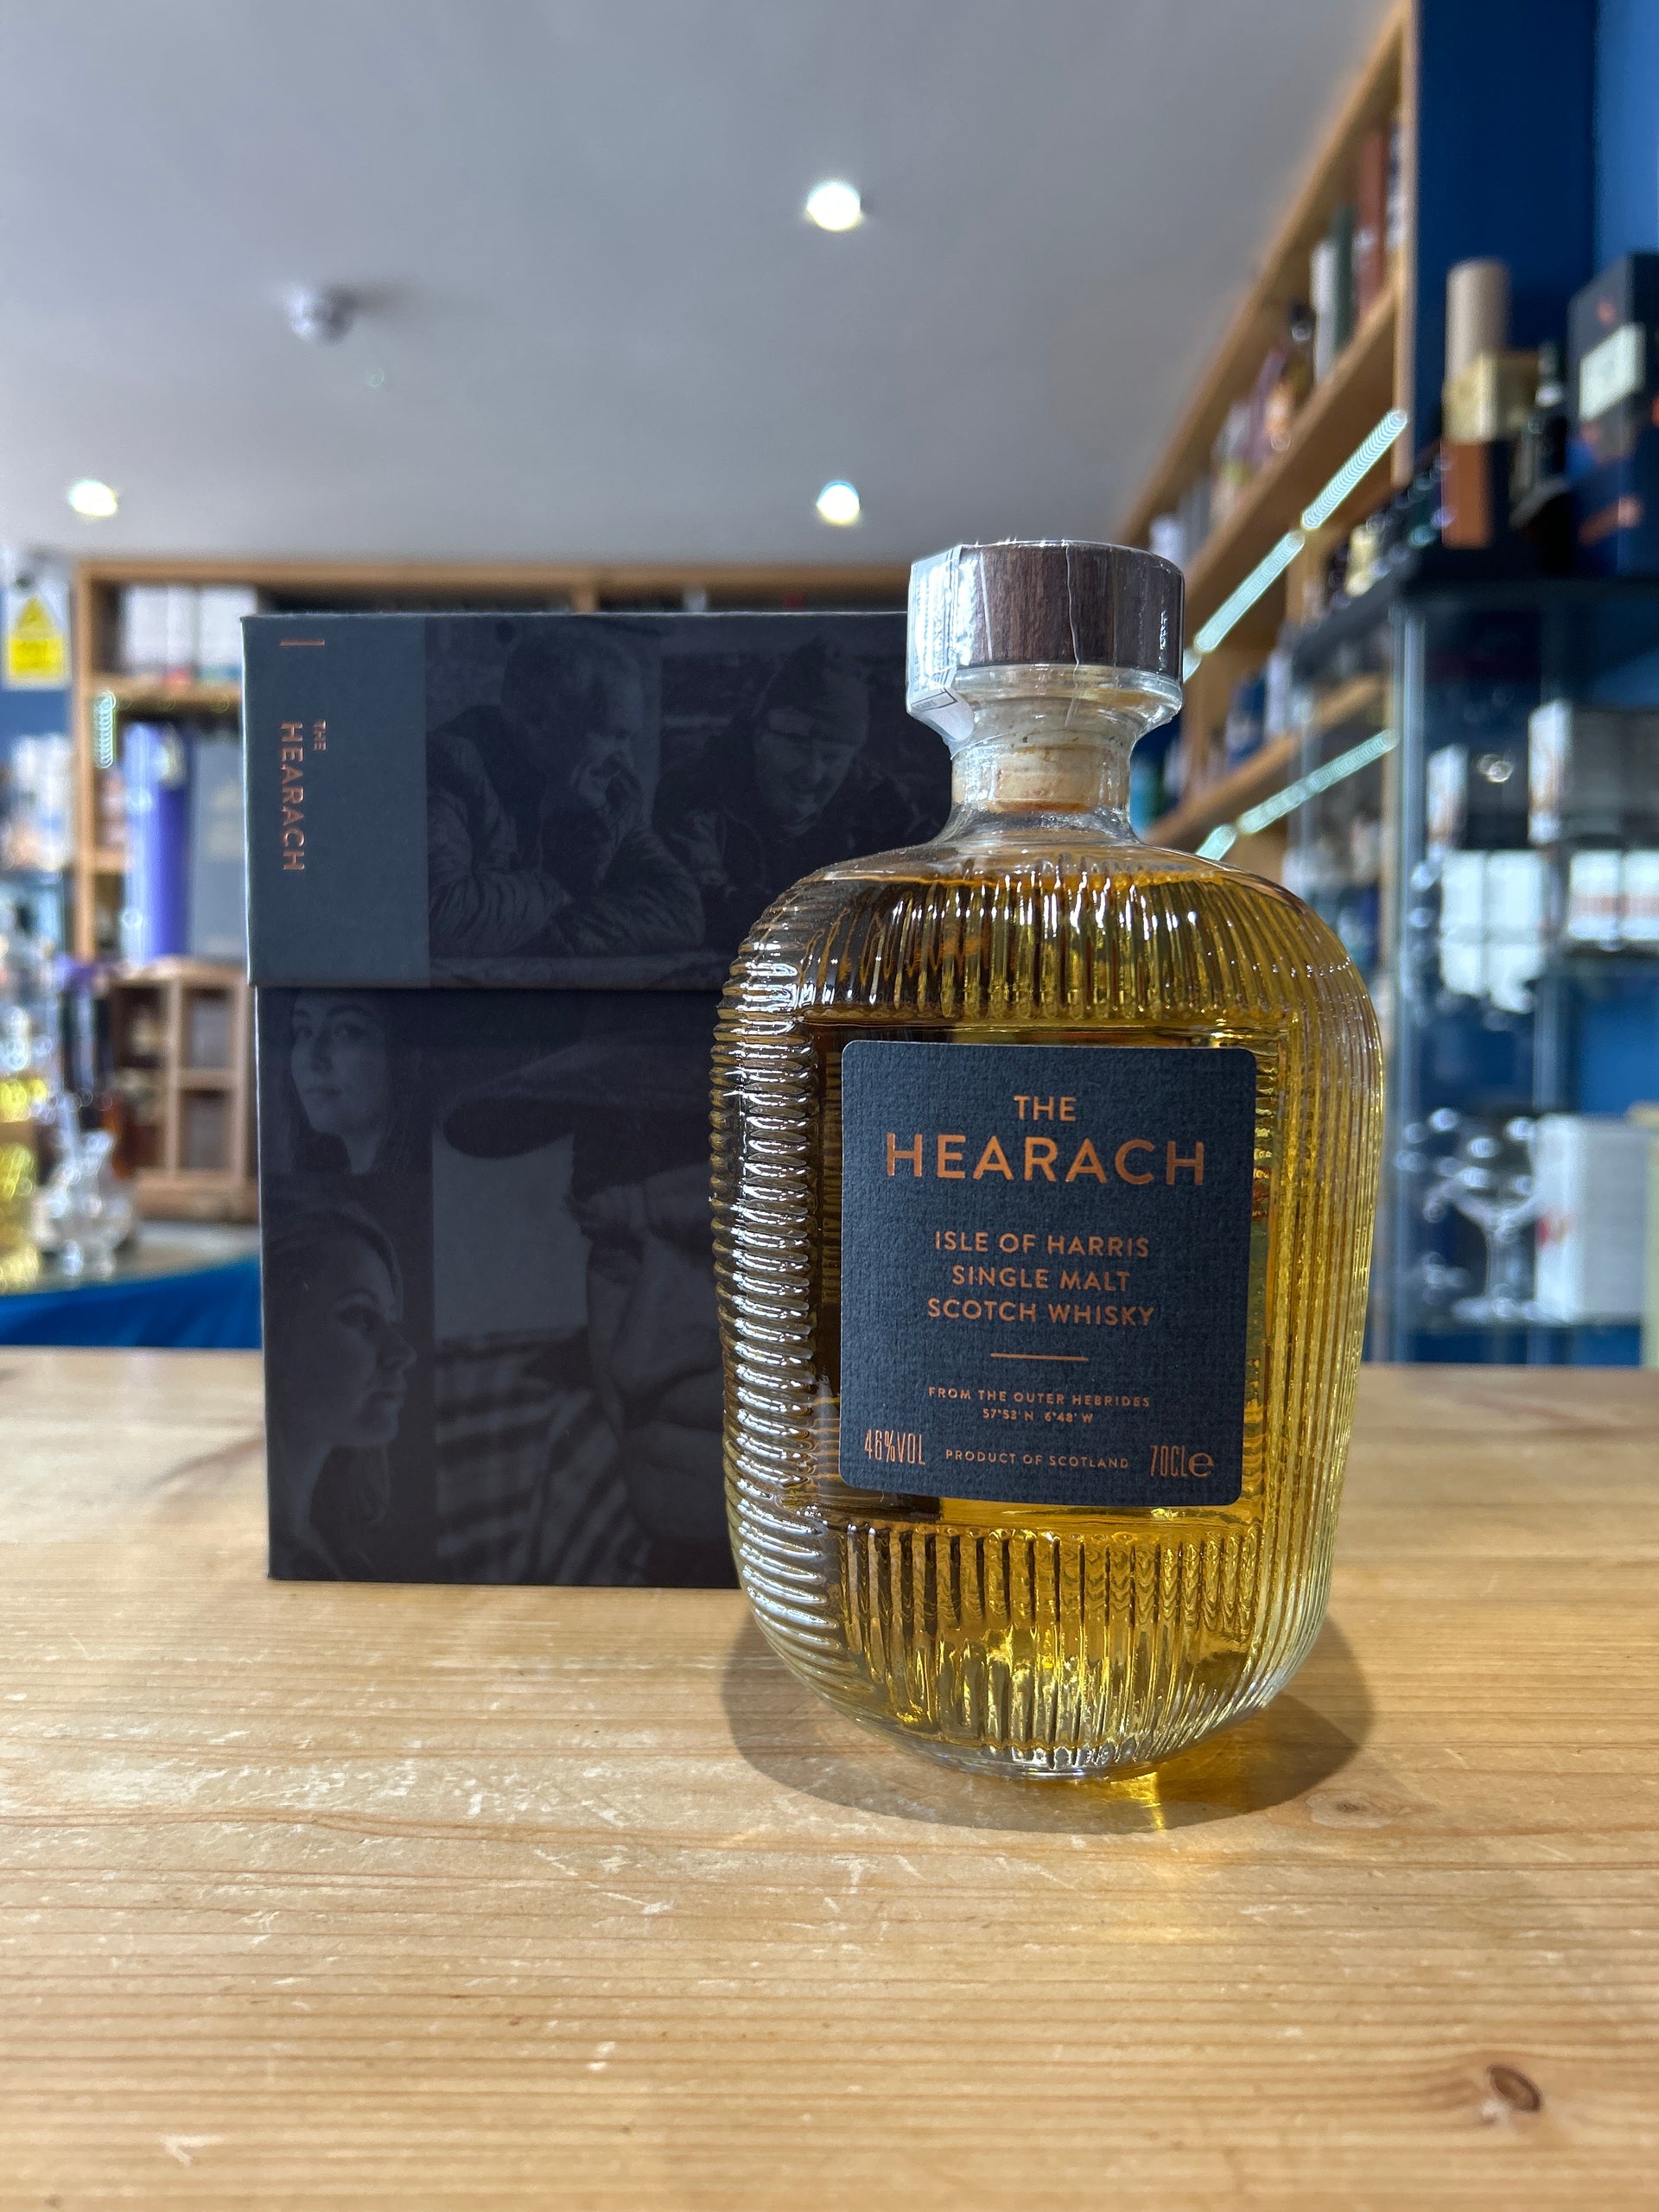 THE
HEARACH
THE
HEARACH
ISLE OF HARRIS
SINGLE MALT
SCOTCH WHISKY
FROM THE OUTER HEBRIDES
57°53' N 6°48' W
46%VOL PRODUCT OF SCOTLAND 70CLe